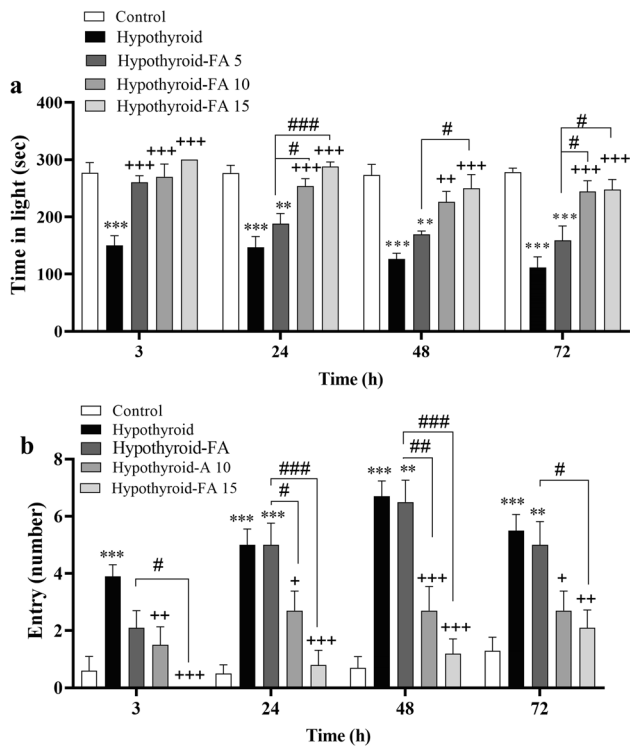 Control
Hypothyroid
Hypothyroid-FA 5
Hypothyroid-FA 10
Hypothyroid-FA 15
a
Time in light (sec)
400
300
200
100
0
***
+++
+++
+++
***
**
+++
+++
#
###
***
**
++
+++
#
***
***
+++
+++
#
#
3 24 48 72
Time (h)
Control
Hypothyroid
Hypothyroid-FA
Hypothyroid-A 10
Hypothyroid-FA 15
b
Entry (number)
8
6
4
2
0
***
#
++
+++
***
***
#
###
+
+++
***
**
##
###
+++
+++
***
**
#
+
++
3 24 48 72
Time (h)